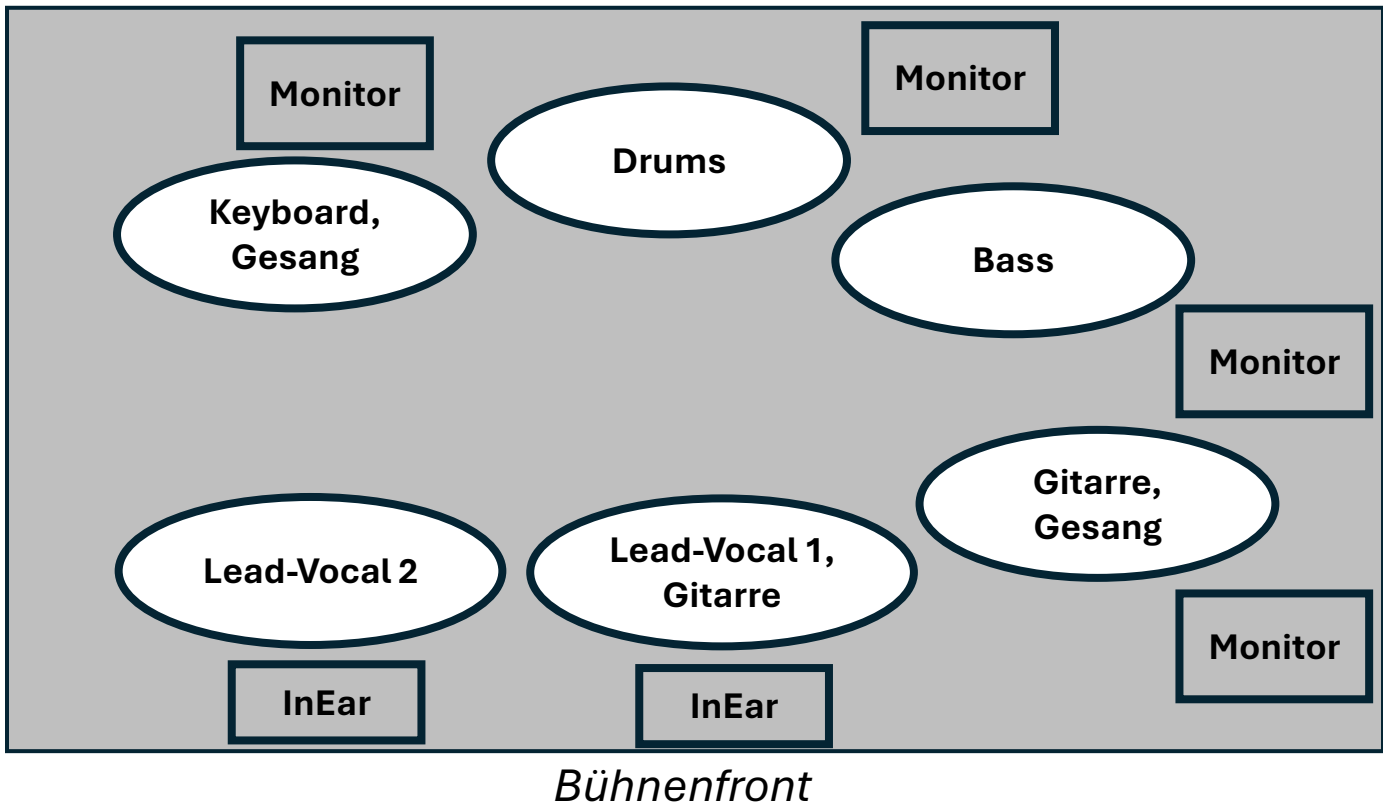 Monitor
Monitor
Drums
Keyboard,
Gesang
Bass
Monitor
Gitarre,
Gesang
Lead-Vocal 2
Lead-Vocal 1,
Gitarre
Monitor
InEar
InEar
Bühnenfront